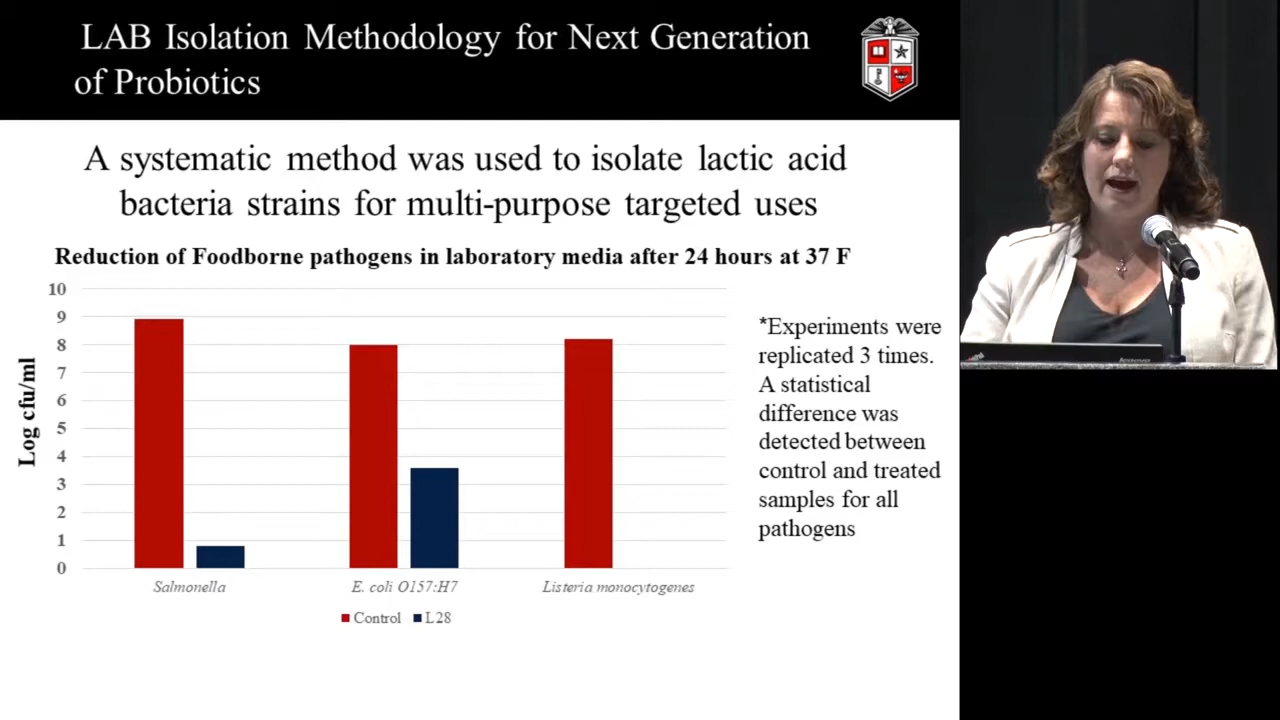 LAB Isolation Methodology for Next Generation
of Probiotics
A systematic method was used to isolate lactic acid
bacteria strains for multi-purpose targeted uses
Reduction of Foodborne pathogens in laboratory media after 24 hours at 37 F
Log cfu/ml
10
9
8
7
6
5
4
3
2
1
0
Salmonella
E. coli O157:H7
Listeria monocytogenes
Control
L28
*Experiments were
replicated 3 times.
A statistical
difference was
detected between
control and treated
samples for all
pathogens